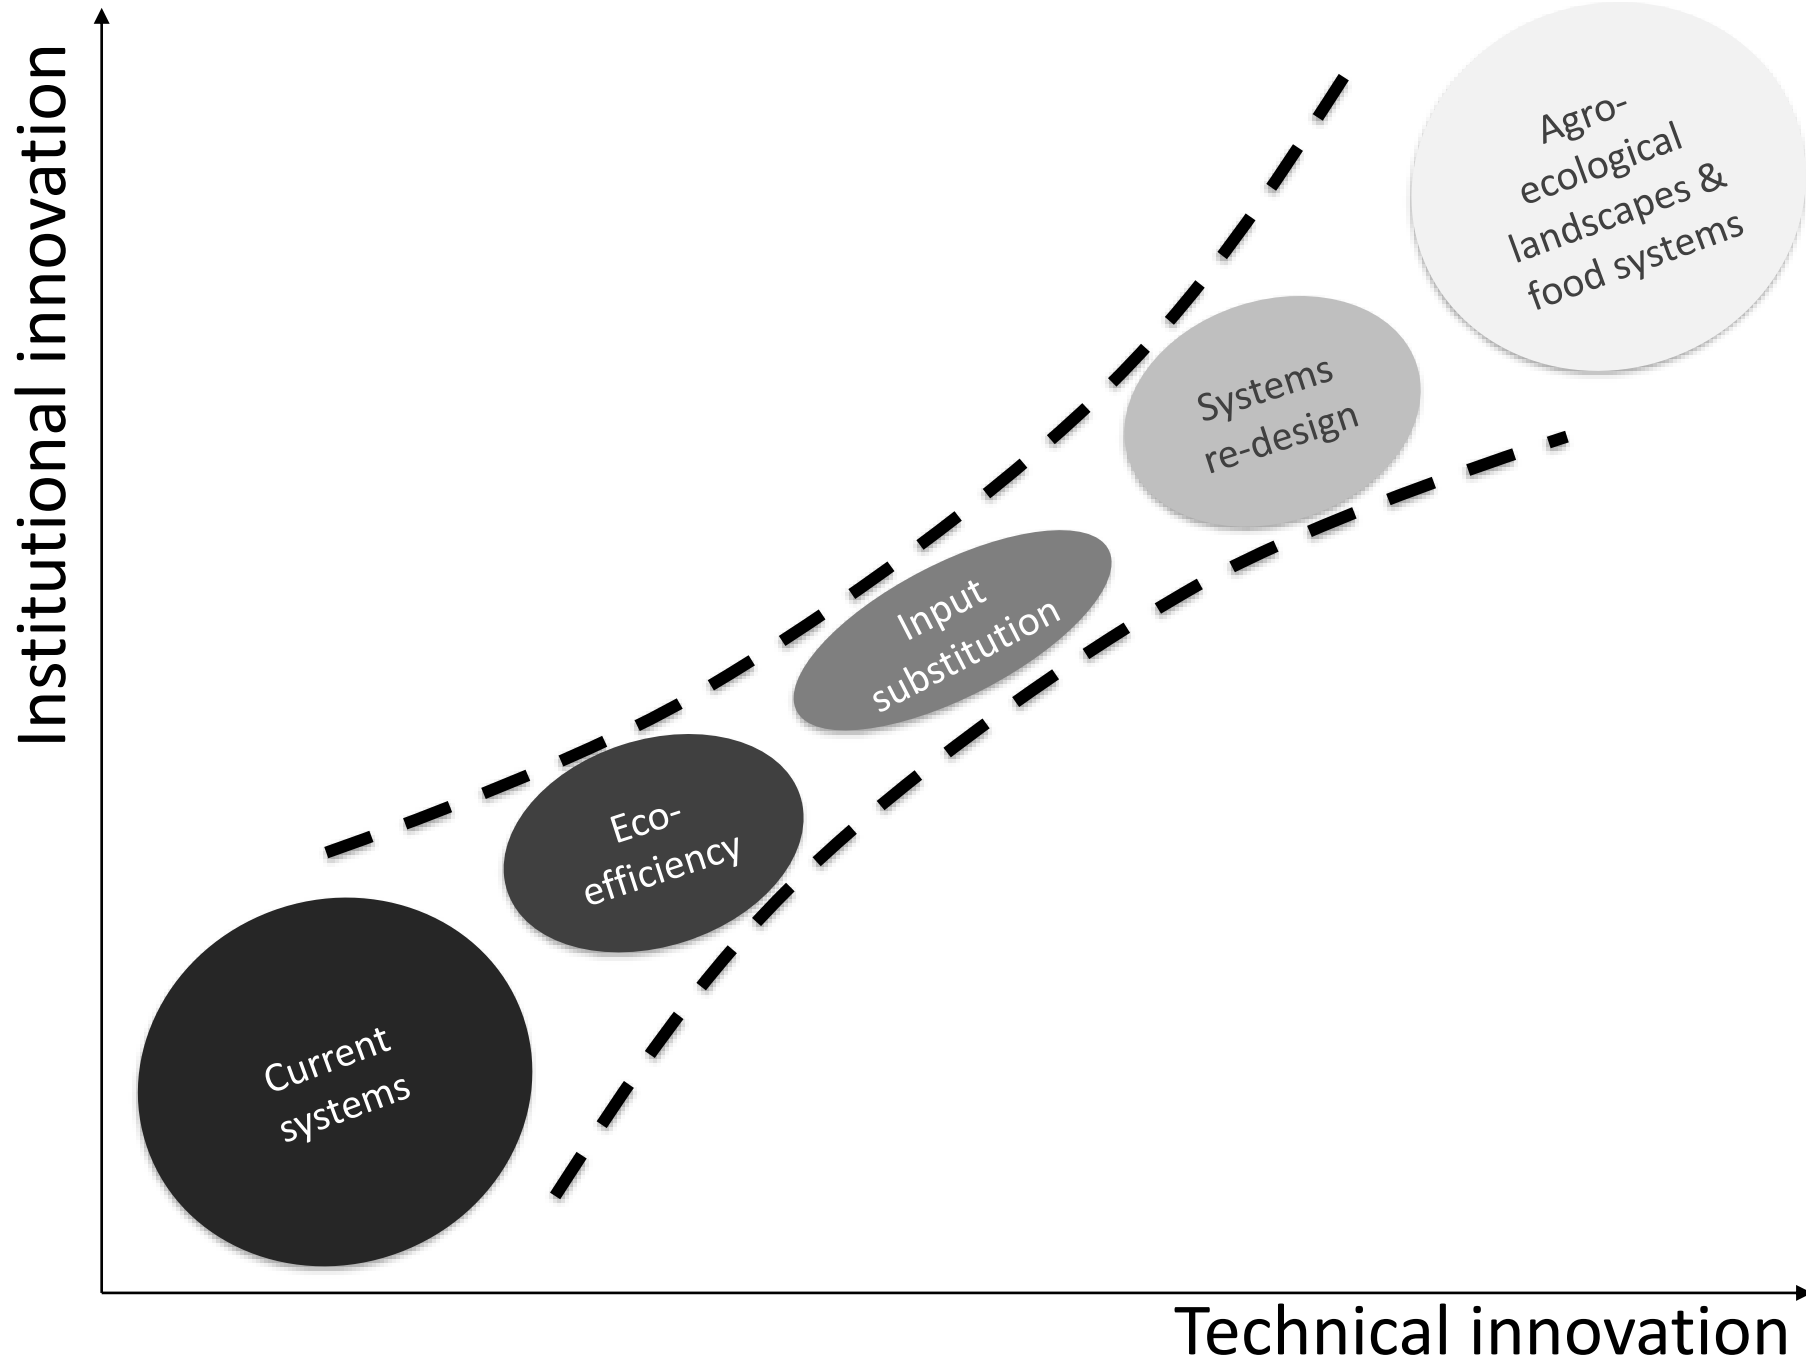 Institutional innovation
Agro-
ecological
landscapes &
food systems
Systems
re-design
Input
substitution
Eco-
efficiency
Current
systems
Technical innovation